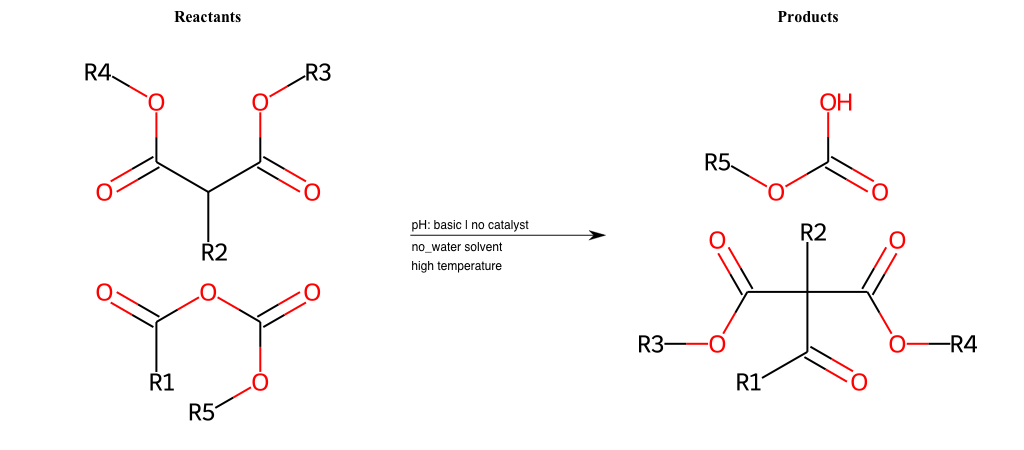 Reactants
Products
R4
R3
O
O
O
O
R2
O
O
O
R1
O
R5
pH: basic | no catalyst
no_water solvent
high temperature
OH
R5
O
O
O
R2
O
R3
O
O
R4
R1
O